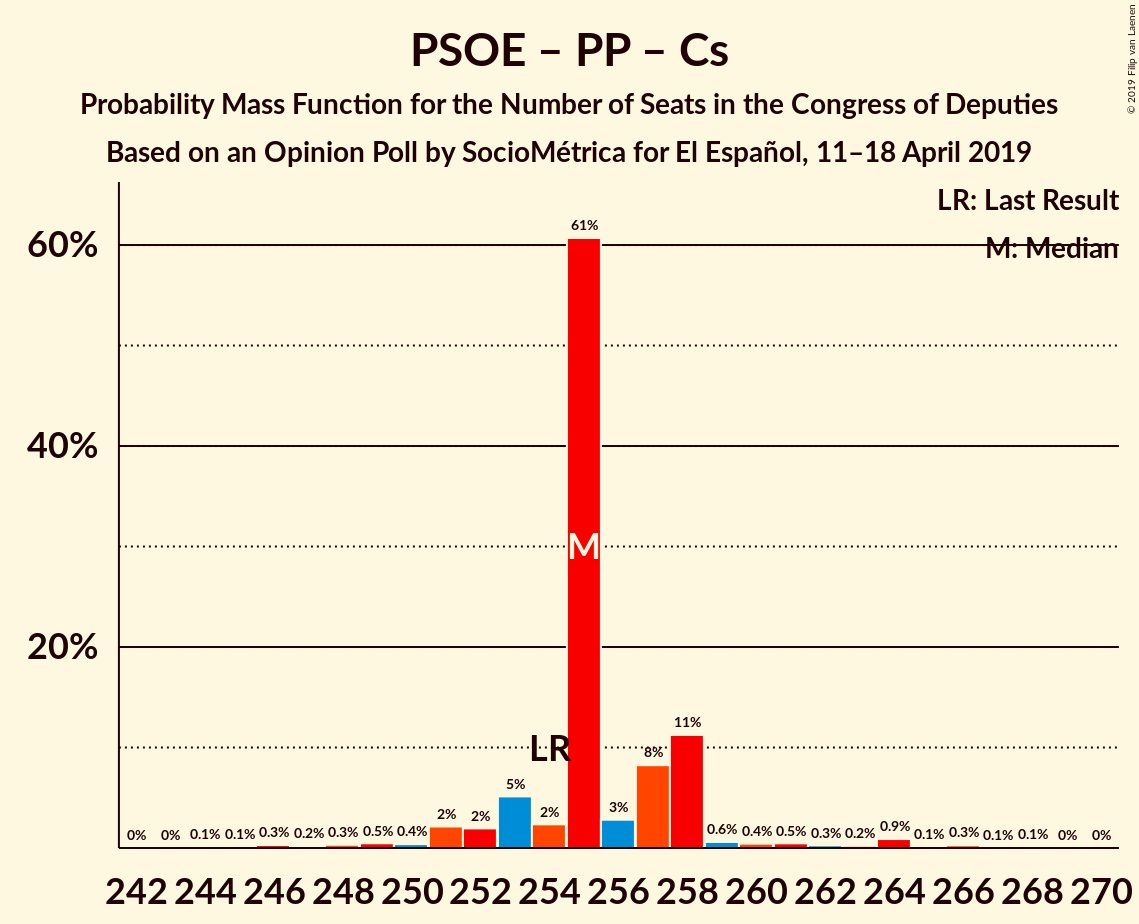 PSOE – PP – Cs
Probability Mass Function for the Number of Seats in the Congress of Deputies
Based on an Opinion Poll by SocioMétrica for El Español, 11–18 April 2019
© 2019 Filip van Laenen
LR: Last Result
M: Median
60%
40%
20%
0% 0% 0.1% 0.1% 0.3% 0.2% 0.3% 0.5% 0.4% 2% 2% 5% 2% 61% 3% 8% 11% 0.6% 0.4% 0.5% 0.3% 0.2% 0.9% 0.1% 0.3% 0.1% 0.1% 0% 0%
M
LR
242 244 246 248 250 252 254 256 258 260 262 264 266 268 270